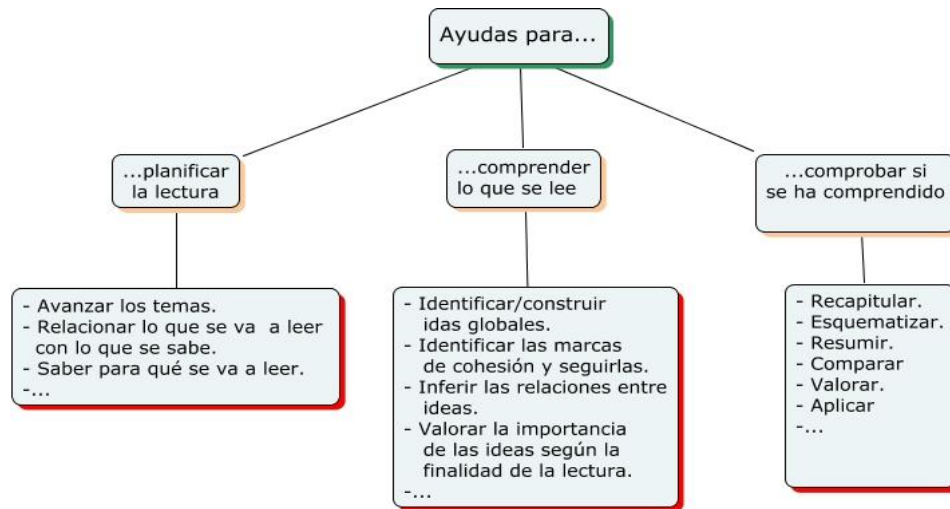 Ayudas para...
...planificar
la lectura
...comprender
lo que se lee
...comprobar si
se ha comprendido
- Avanzar los temas.
- Relacionar lo que se va a leer
con lo que se sabe.
- Saber para qué se va a leer.
-...
- Identificar/construir
idas globales.
- Identificar las marcas
de cohesión y seguirlas.
- Inferir las relaciones entre
ideas.
- Valorar la importancia
de las ideas según la
finalidad de la lectura.
-...
- Recapitular.
- Esquematizar.
- Resumir.
- Comparar
- Valorar.
- Aplicar
-...